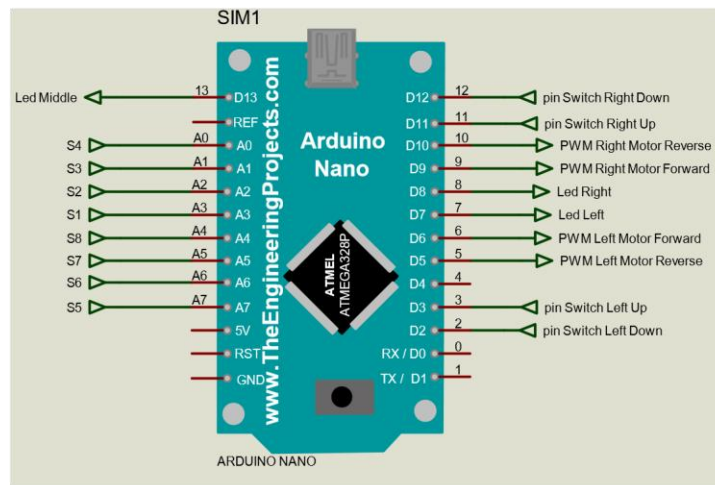 SIM1
Led Middle 13 D13
REF
S4 A0 A0
S3 A1 A1
S2 A2 A2
S1 A3 A3
S8 A4 A4
S7 A5 A5
S6 A6 A6
S5 A7 A7
5V
RST
GND
www.TheEngineeringProjects.com
Arduino
Nano
ATMEL
ATMEGA328P
D12 12 pin Switch Right Down
D11 11 pin Switch Right Up
D10 10 PWM Right Motor Reverse
D9 9 PWM Right Motor Forward
D8 8 Led Right
D7 7 Led Left
D6 6 PWM Left Motor Forward
D5 5 PWM Left Motor Reverse
D4 4
D3 3 pin Switch Left Up
D2 2 pin Switch Left Down
RX / D0 0
TX / D1 1
ARDUINO NANO